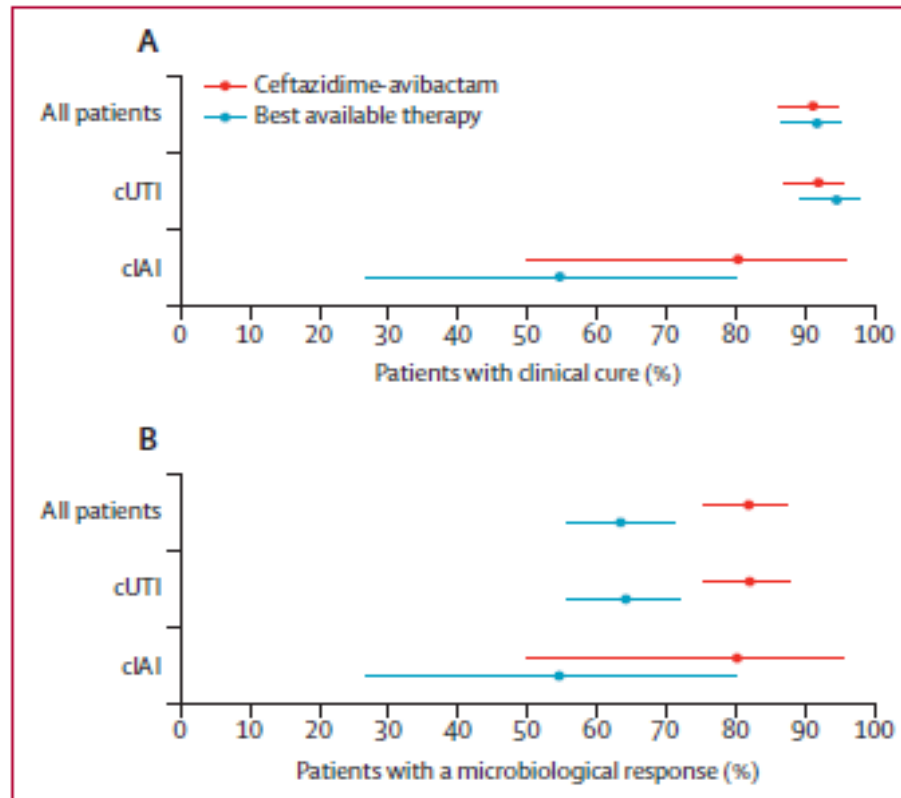 A
Ceftazidime-avibactam
Best available therapy
All patients
cUTI
cIAI
0 10 20 30 40 50 60 70 80 90 100
Patients with clinical cure (%)
B
All patients
cUTI
cIAI
0 10 20 30 40 50 60 70 80 90 100
Patients with a microbiological response (%)